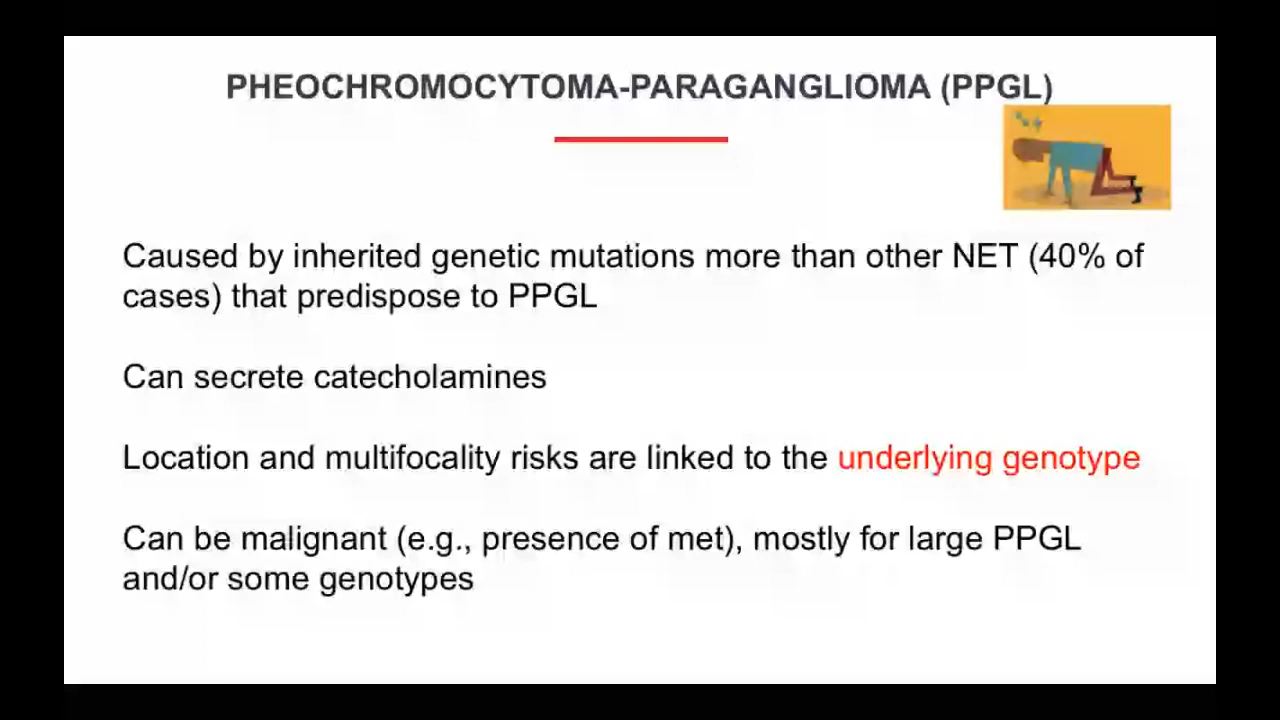 PHEOCHROMOCYTOMA-PARAGANGLIOMA (PPGL)
Caused by inherited genetic mutations more than other NET (40% of
cases) that predispose to PPGL
Can secrete catecholamines
Location and multifocality risks are linked to the underlying genotype
Can be malignant (e.g., presence of met), mostly for large PPGL
and/or some genotypes